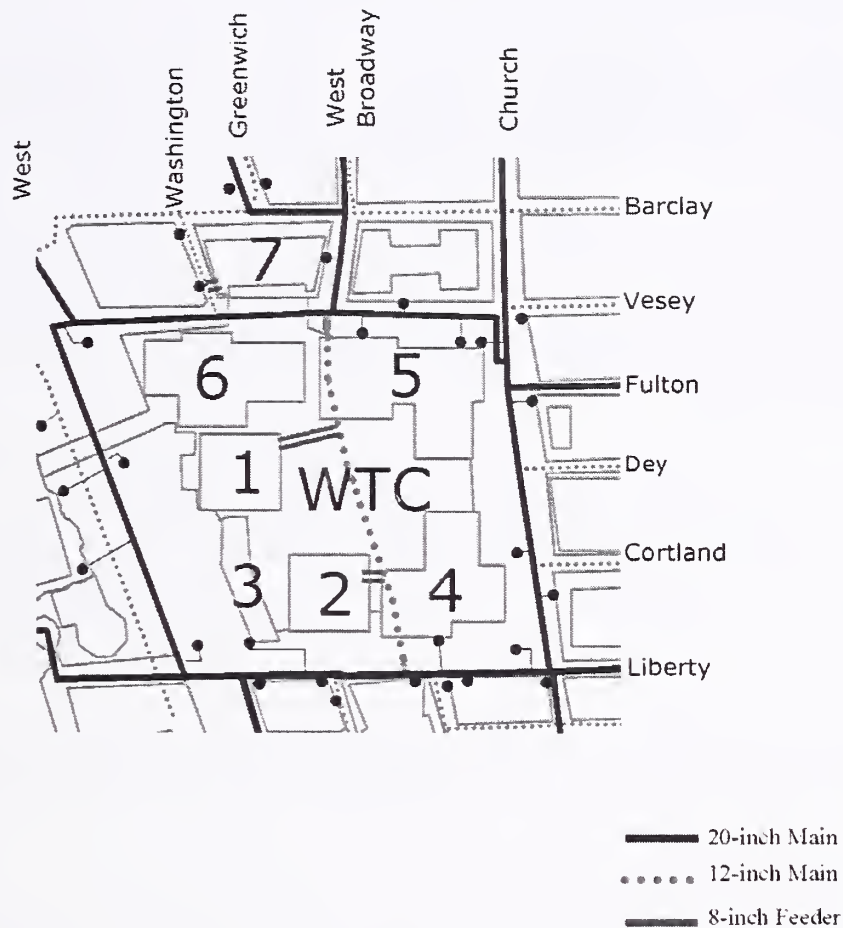 West
Washington
Greenwich
West
Broadway
Church
Barclay
7
Vesey
6
5
Fulton
1
WTC
Dey
3
2
4
Cortland
Liberty
20-inch Main
12-inch Main
8-inch Feeder